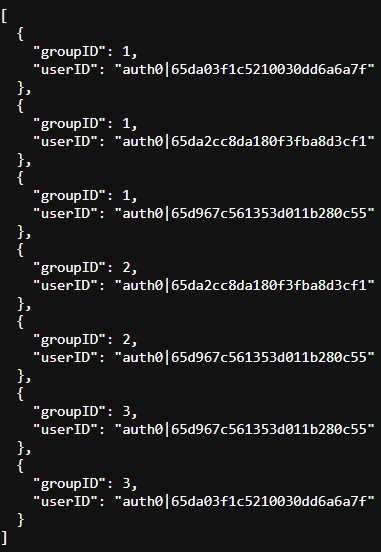 [
  {
    "groupID": 1,
    "userID": "auth0|65da03f1c5210030dd6a6a7f"
  },
  {
    "groupID": 1,
    "userID": "auth0|65da2cc8da180f3fba8d3cf1"
  },
  {
    "groupID": 1,
    "userID": "auth0|65d967c561353d011b280c55"
  },
  {
    "groupID": 2,
    "userID": "auth0|65da2cc8da180f3fba8d3cf1"
  },
  {
    "groupID": 2,
    "userID": "auth0|65d967c561353d011b280c55"
  },
  {
    "groupID": 3,
    "userID": "auth0|65d967c561353d011b280c55"
  },
  {
    "groupID": 3,
    "userID": "auth0|65da03f1c5210030dd6a6a7f"
  }
]